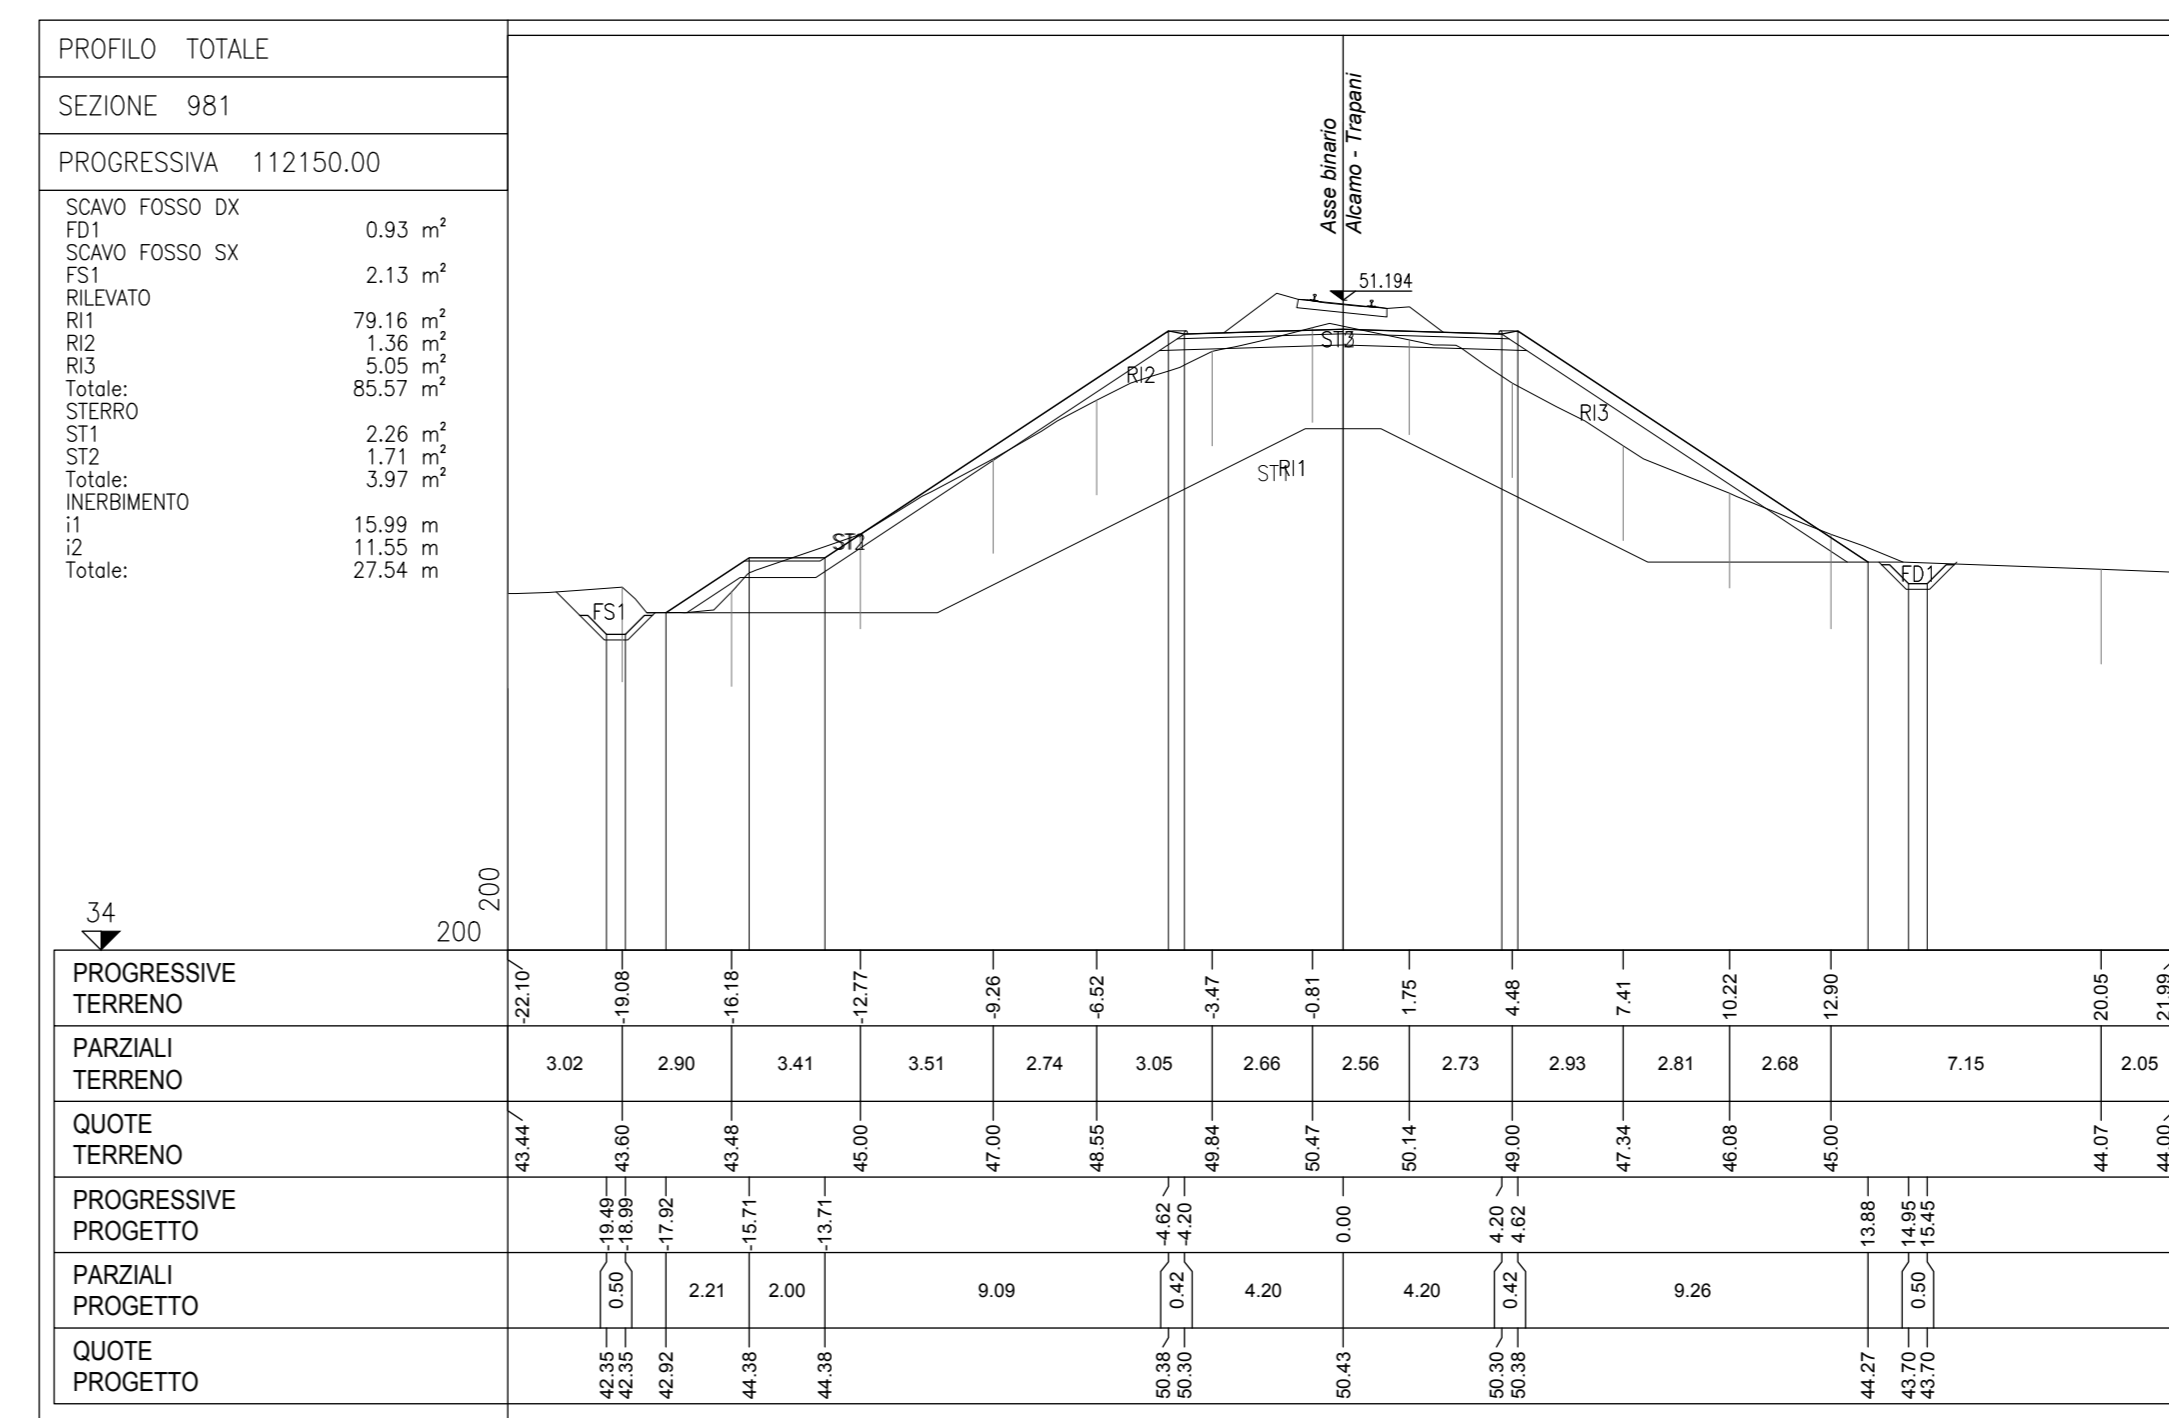 PROFILO TOTALE
SEZIONE 981
PROGRESSIVA 112150.00
SCAVO FOSSO DX
FD1 0.93 m²
SCAVO FOSSO SX
FS1 2.13 m²
RILEVATO
RI1 79.16 m²
RI2 1.36 m²
RI3 5.05 m²
Totale: 85.57 m²
STERRO
ST1 2.26 m²
ST2 1.71 m²
Totale: 3.97 m²
INERBIMENTO
i1 15.99 m
i2 11.55 m
Totale: 27.54 m
Asse binario
Alcamo - Trapani
51.194
RI2
RI3
RI1
FS1
FD1
200
200
34
PROGRESSIVE
TERRENO
-22.10 -19.08 -16.18 -12.77 -9.26 -6.52 -3.47 -0.81 1.75 4.48 7.41 10.22 12.90 20.05 21.99
PARZIALI
TERRENO
3.02 2.90 3.41 3.51 2.74 3.05 2.66 2.56 2.73 2.93 2.81 2.68 7.15 2.05
QUOTE
TERRENO
43.44 43.60 43.48 45.00 47.00 48.55 49.84 50.47 50.14 49.00 47.34 46.08 45.00 44.07 44.00
PROGRESSIVE
PROGETTO
-19.49 -18.99 -17.92 -15.71 -13.71 -4.62 -4.20 0.00 4.20 4.62 13.88 14.95 15.45
PARZIALI
PROGETTO
0.50 2.21 2.00 9.09 0.42 4.20 4.20 0.42 9.26 0.50
QUOTE
PROGETTO
42.35 42.35 42.92 44.38 44.38 50.38 50.30 50.43 50.30 50.38 44.27 43.70 43.70